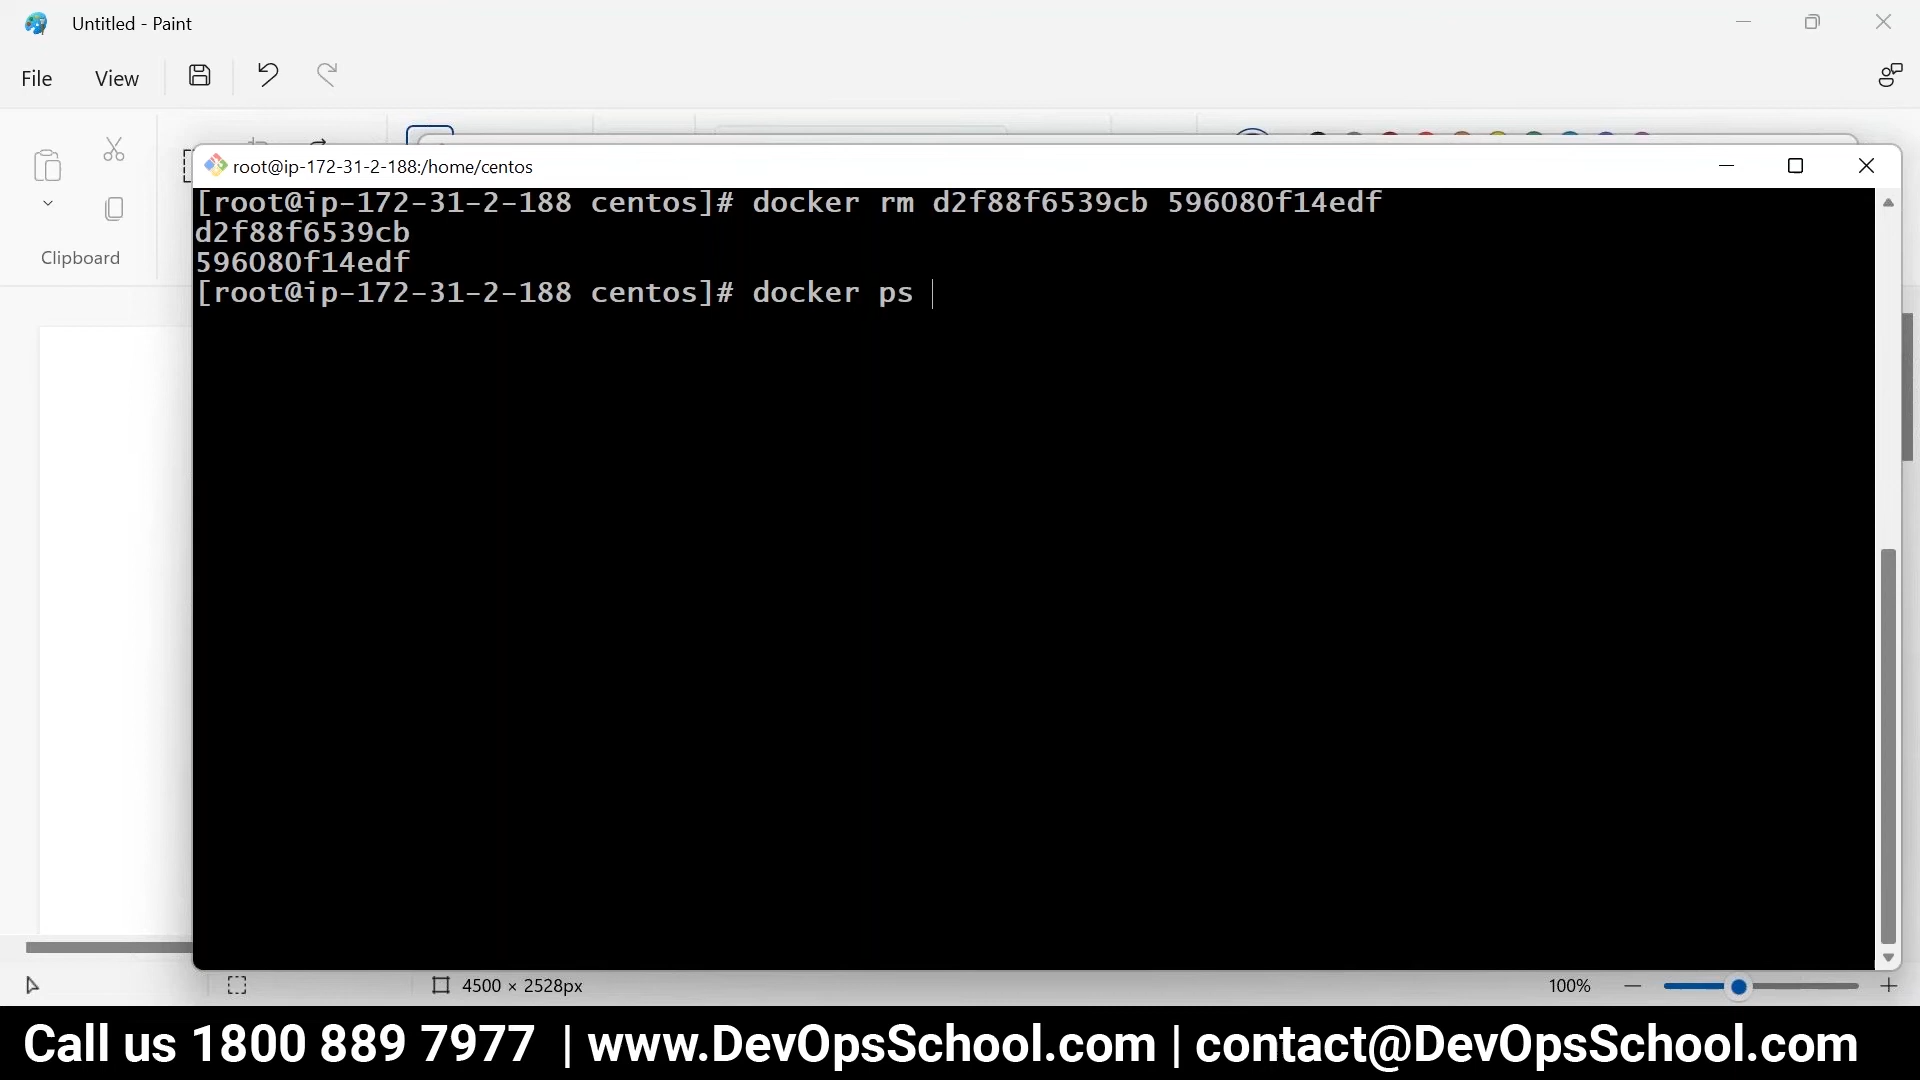 Untitled - Paint
File
View
Clipboard
root@ip-172-31-2-188:/home/centos
[root@ip-172-31-2-188 centos]# docker rm d2f88f6539cb 596080f14edf
d2f88f6539cb
596080f14edf
[root@ip-172-31-2-188 centos]# docker ps
4500 × 2528px
100%
Call us 1800 889 7977 | www.DevOpsSchool.com | contact@DevOpsSchool.com